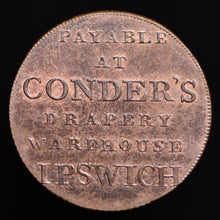 PAYABLE
AT
CONDER'S
DRAPERY
WAREHOUSE
IPSWICH